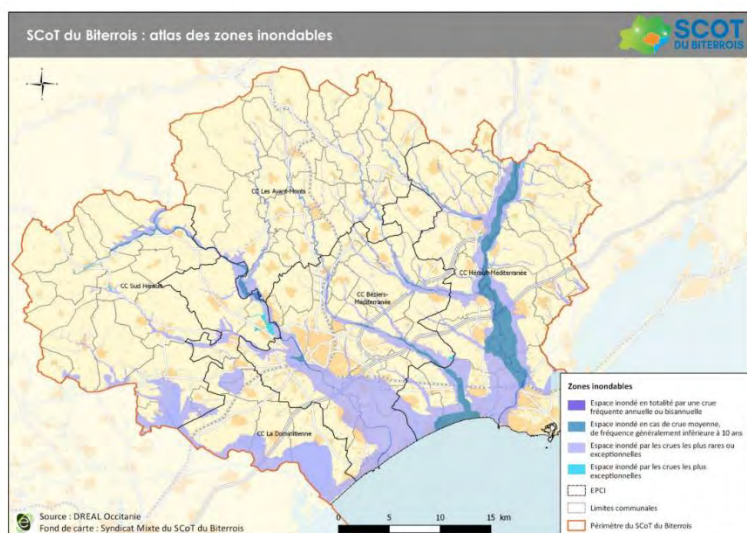 SCoT du Biterrois : atlas des zones inondables
SCOT
DU BITERROIS
CC Les Avant-Monts
CC Hérault-Méditerranée
CC Sud Hérault
CC Béziers-Méditerranée
CC La Domitienne
Zones inondables
Espace inondé en totalité par une crue
fréquente annuelle ou bisannuelle
Espace inondé en cas de crue moyenne,
de fréquence généralement inférieure à 10 ans
Espace inondé par les crues les plus rares ou
exceptionnelles
Espace inondé par les crues les plus
exceptionnelles
EPCI
Limites communales
Périmètre du SCoT du Biterrois
Source : DREAL Occitanie
Fond de carte : Syndicat Mixte du SCoT du Biterrois
0 5 10 15 km